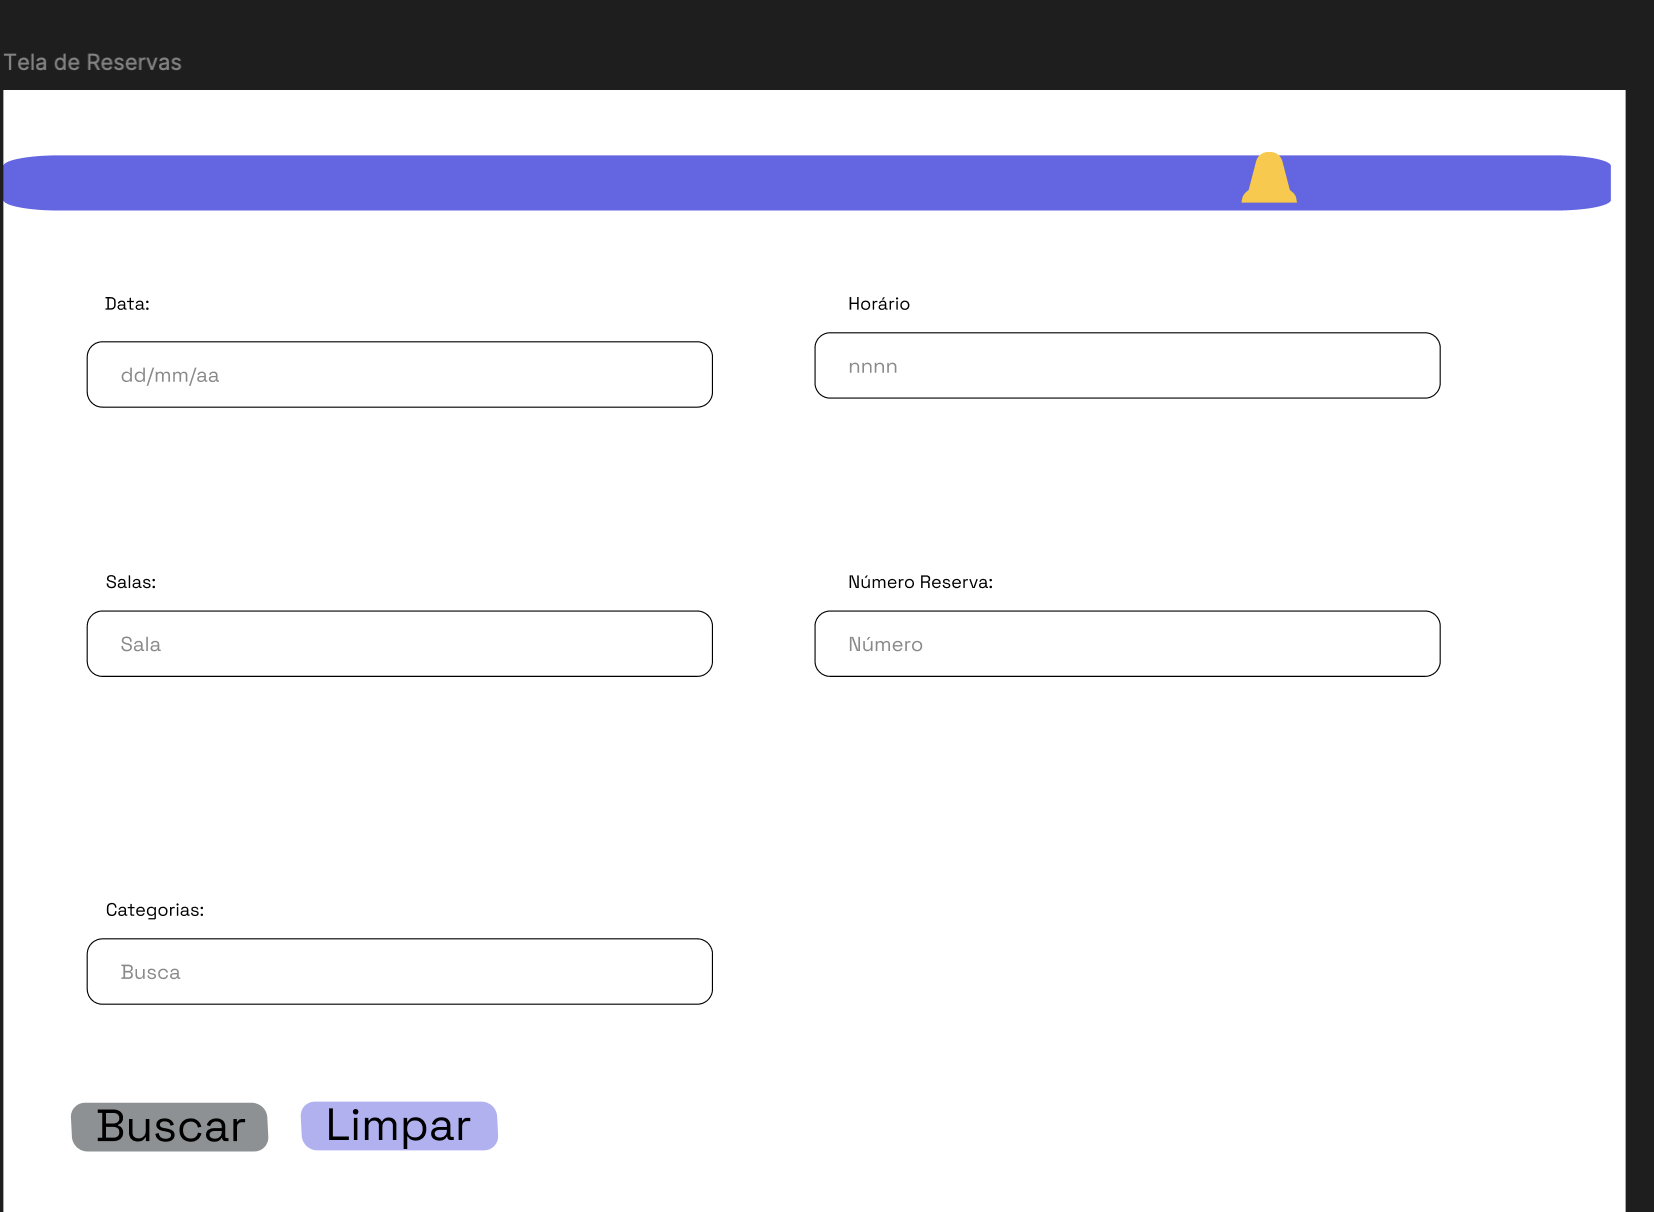 Tela de Reservas
Data:
Horário
dd/mm/aa
nnnn
Salas:
Número Reserva:
Sala
Número
Categorias:
Busca
Buscar
Limpar